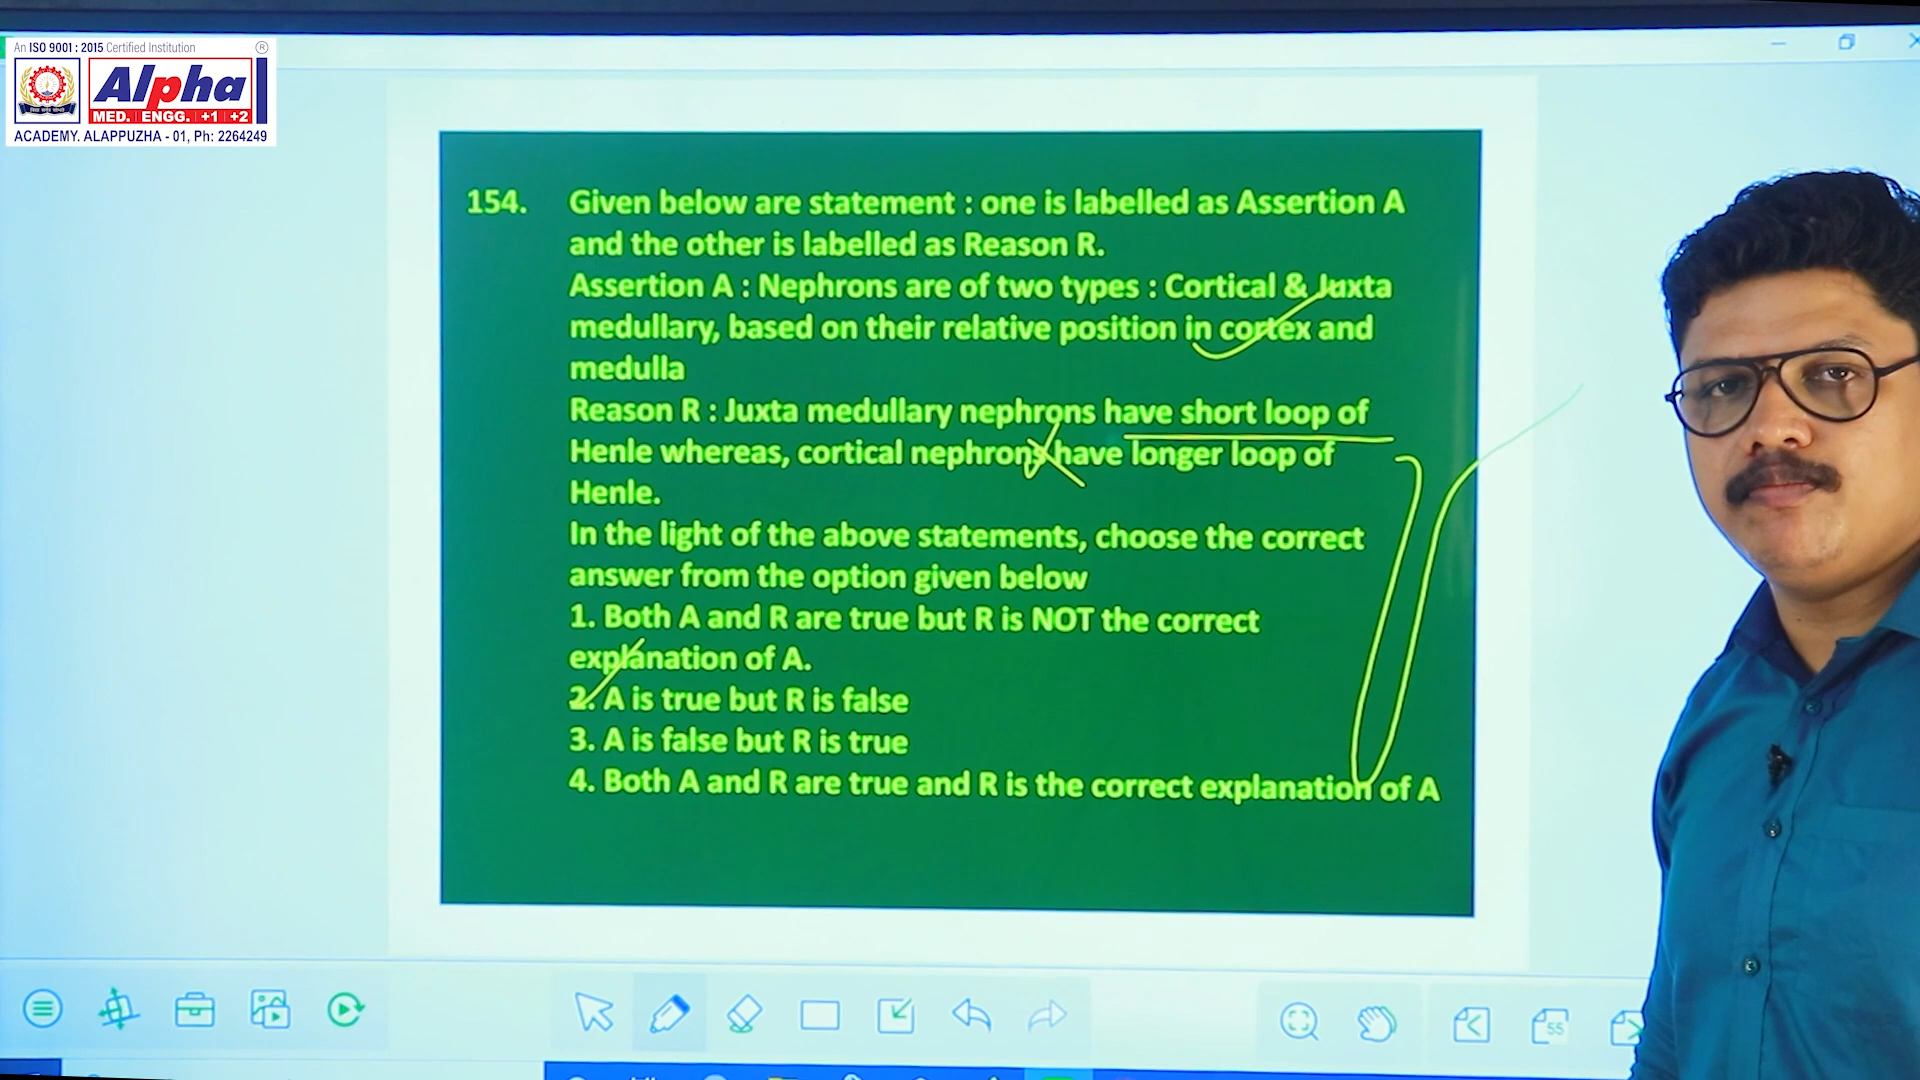 An ISO 9001 : 2015 Certified Institution ®
Alpha
MED. ENGG. +1 +2
ACADEMY. ALAPPUZHA - 01, Ph: 2264249
154. Given below are statement : one is labelled as Assertion A
and the other is labelled as Reason R.
Assertion A : Nephrons are of two types : Cortical & Juxta
medullary, based on their relative position in cortex and
medulla
Reason R : Juxta medullary nephrons have short loop of
Henle whereas, cortical nephrons have longer loop of
Henle.
In the light of the above statements, choose the correct
answer from the option given below
1. Both A and R are true but R is NOT the correct
explanation of A.
2. A is true but R is false
3. A is false but R is true
4. Both A and R are true and R is the correct explanation of A
55